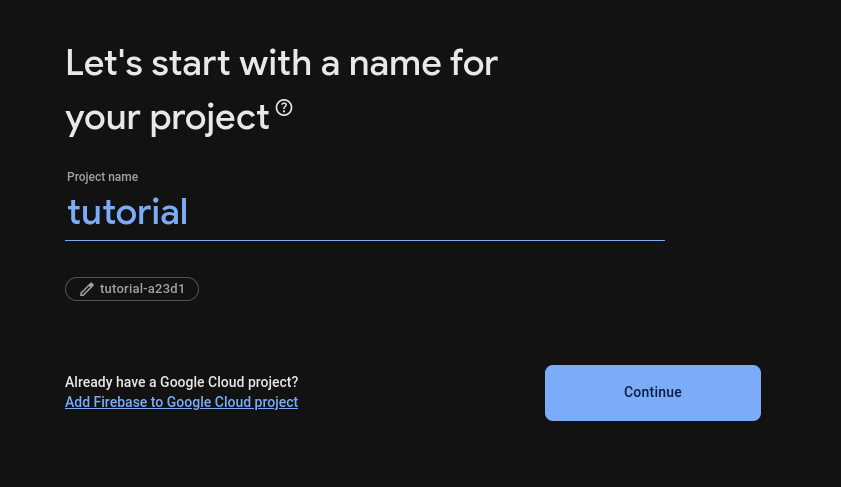 Let's start with a name for
your project
Project name
tutorial
tutorial-a23d1
Already have a Google Cloud project?
Add Firebase to Google Cloud project
Continue